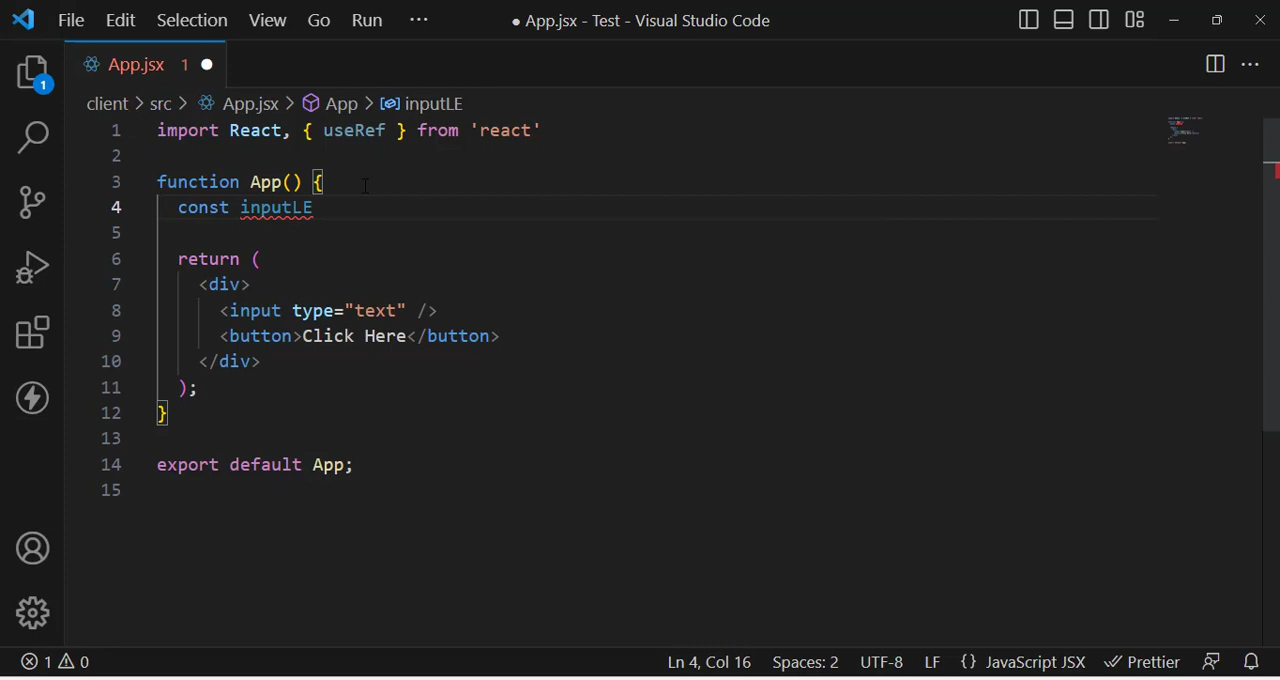 File Edit Selection View Go Run ··· ● App.jsx - Test - Visual Studio Code
1
App.jsx 1 ●
client > src > App.jsx > App > inputLE
1 import React, { useRef } from 'react'
2
3 function App() {
4   const inputLE
5
6   return (
7     <div>
8       <input type="text" />
9       <button>Click Here</button>
10     </div>
11   );
12 }
13
14 export default App;
15
1 0 Ln 4, Col 16 Spaces: 2 UTF-8 LF {} JavaScript JSX Prettier